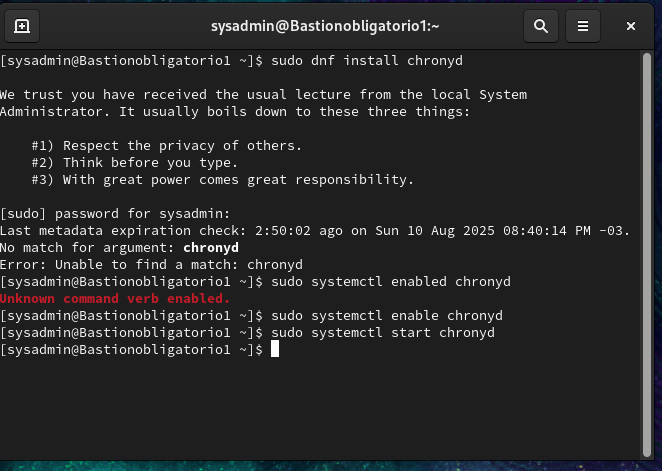 sysadmin@Bastionobligatorio1:~
[sysadmin@Bastionobligatorio1 ~]$ sudo dnf install chronyd
We trust you have received the usual lecture from the local System
Administrator. It usually boils down to these three things:
#1) Respect the privacy of others.
#2) Think before you type.
#3) With great power comes great responsibility.
[sudo] password for sysadmin:
Last metadata expiration check: 2:50:02 ago on Sun 10 Aug 2025 08:40:14 PM -03.
No match for argument: chronyd
Error: Unable to find a match: chronyd
[sysadmin@Bastionobligatorio1 ~]$ sudo systemctl enabled chronyd
Unknown command verb enabled.
[sysadmin@Bastionobligatorio1 ~]$ sudo systemctl enable chronyd
[sysadmin@Bastionobligatorio1 ~]$ sudo systemctl start chronyd
[sysadmin@Bastionobligatorio1 ~]$